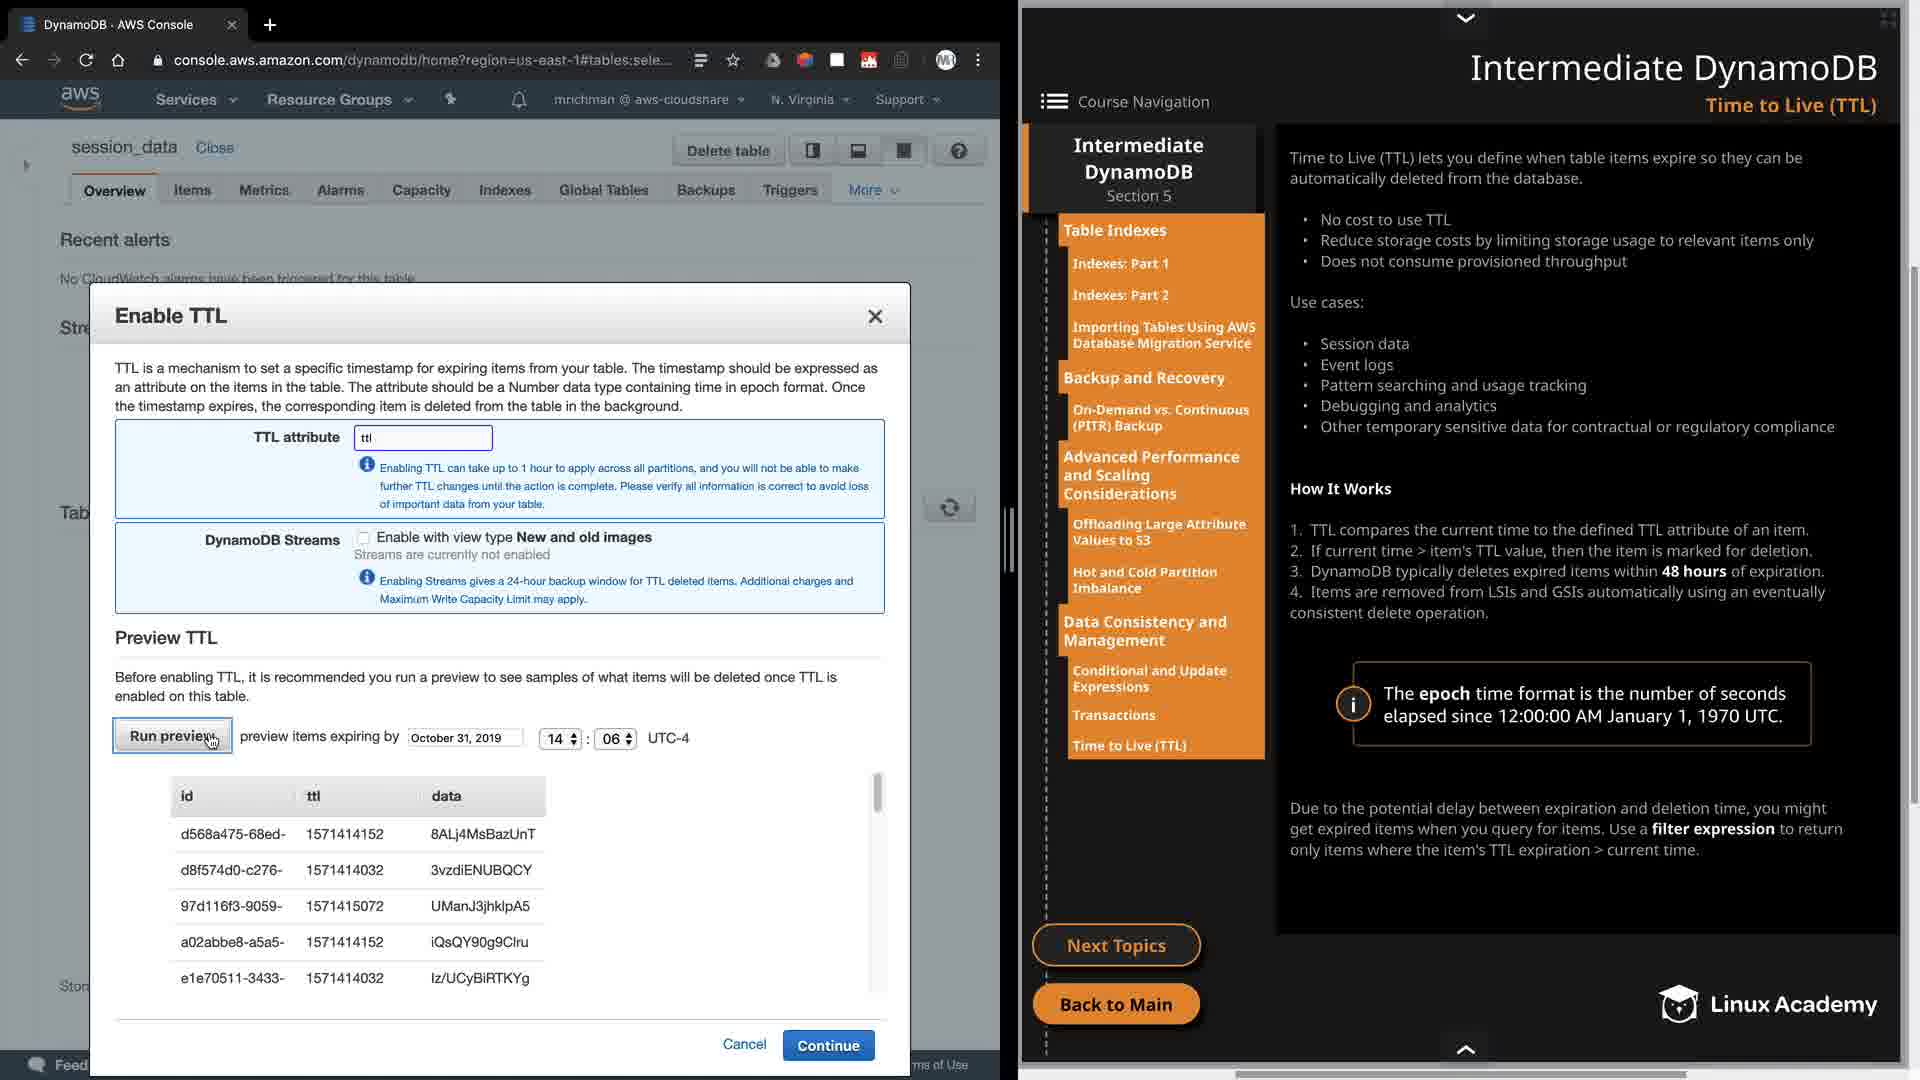 DynamoDB · AWS Console
console.aws.amazon.com/dynamodb/home?region=us-east-1#tables:sele...
aws
Services
Resource Groups
mrichman @ aws-cloudshare
N. Virginia
Support
session_data
Close
Delete table
Overview
Items
Metrics
Alarms
Capacity
Indexes
Global Tables
Backups
Triggers
More
Recent alerts
No CloudWatch alarms have been triggered for this table.
Enable TTL
TTL is a mechanism to set a specific timestamp for expiring items from your table. The timestamp should be expressed as
an attribute on the items in the table. The attribute should be a Number data type containing time in epoch format. Once
the timestamp expires, the corresponding item is deleted from the table in the background.
TTL attribute
ttl
Enabling TTL can take up to 1 hour to apply across all partitions, and you will not be able to make
further TTL changes until the action is complete. Please verify all information is correct to avoid loss
of important data from your table.
DynamoDB Streams
Enable with view type New and old images
Streams are currently not enabled
Enabling Streams gives a 24-hour backup window for TTL deleted items. Additional charges and
Maximum Write Capacity Limit may apply.
Preview TTL
Before enabling TTL, it is recommended you run a preview to see samples of what items will be deleted once TTL is
enabled on this table.
Run preview
preview items expiring by
October 31, 2019
14 : 06 UTC-4
id ttl data
d568a475-68ed- 1571414152 8ALj4MsBazUnT
d8f574d0-c276- 1571414032 3vzdiENUBQCY
97d116f3-9059- 1571415072 UManJ3jhklpA5
a02abbe8-a5a5- 1571414152 iQsQY90g9Clru
e1e70511-3433- 1571414032 Iz/UCyBiRTKYg
Cancel
Continue
Feed
ms of Use
Intermediate DynamoDB
Time to Live (TTL)
Course Navigation
Intermediate
DynamoDB
Section 5
Table Indexes
Indexes: Part 1
Indexes: Part 2
Importing Tables Using AWS
Database Migration Service
Backup and Recovery
On-Demand vs. Continuous
(PITR) Backup
Advanced Performance
and Scaling
Considerations
Offloading Large Attribute
Values to S3
Hot and Cold Partition
Imbalance
Data Consistency and
Management
Conditional and Update
Expressions
Transactions
Time to Live (TTL)
Next Topics
Back to Main
Time to Live (TTL) lets you define when table items expire so they can be
automatically deleted from the database.
• No cost to use TTL
• Reduce storage costs by limiting storage usage to relevant items only
• Does not consume provisioned throughput
Use cases:
• Session data
• Event logs
• Pattern searching and usage tracking
• Debugging and analytics
• Other temporary sensitive data for contractual or regulatory compliance
How It Works
1. TTL compares the current time to the defined TTL attribute of an item.
2. If current time > item's TTL value, then the item is marked for deletion.
3. DynamoDB typically deletes expired items within 48 hours of expiration.
4. Items are removed from LSIs and GSIs automatically using an eventually
consistent delete operation.
The epoch time format is the number of seconds
elapsed since 12:00:00 AM January 1, 1970 UTC.
Due to the potential delay between expiration and deletion time, you might
get expired items when you query for items. Use a filter expression to return
only items where the item's TTL expiration > current time.
Linux Academy